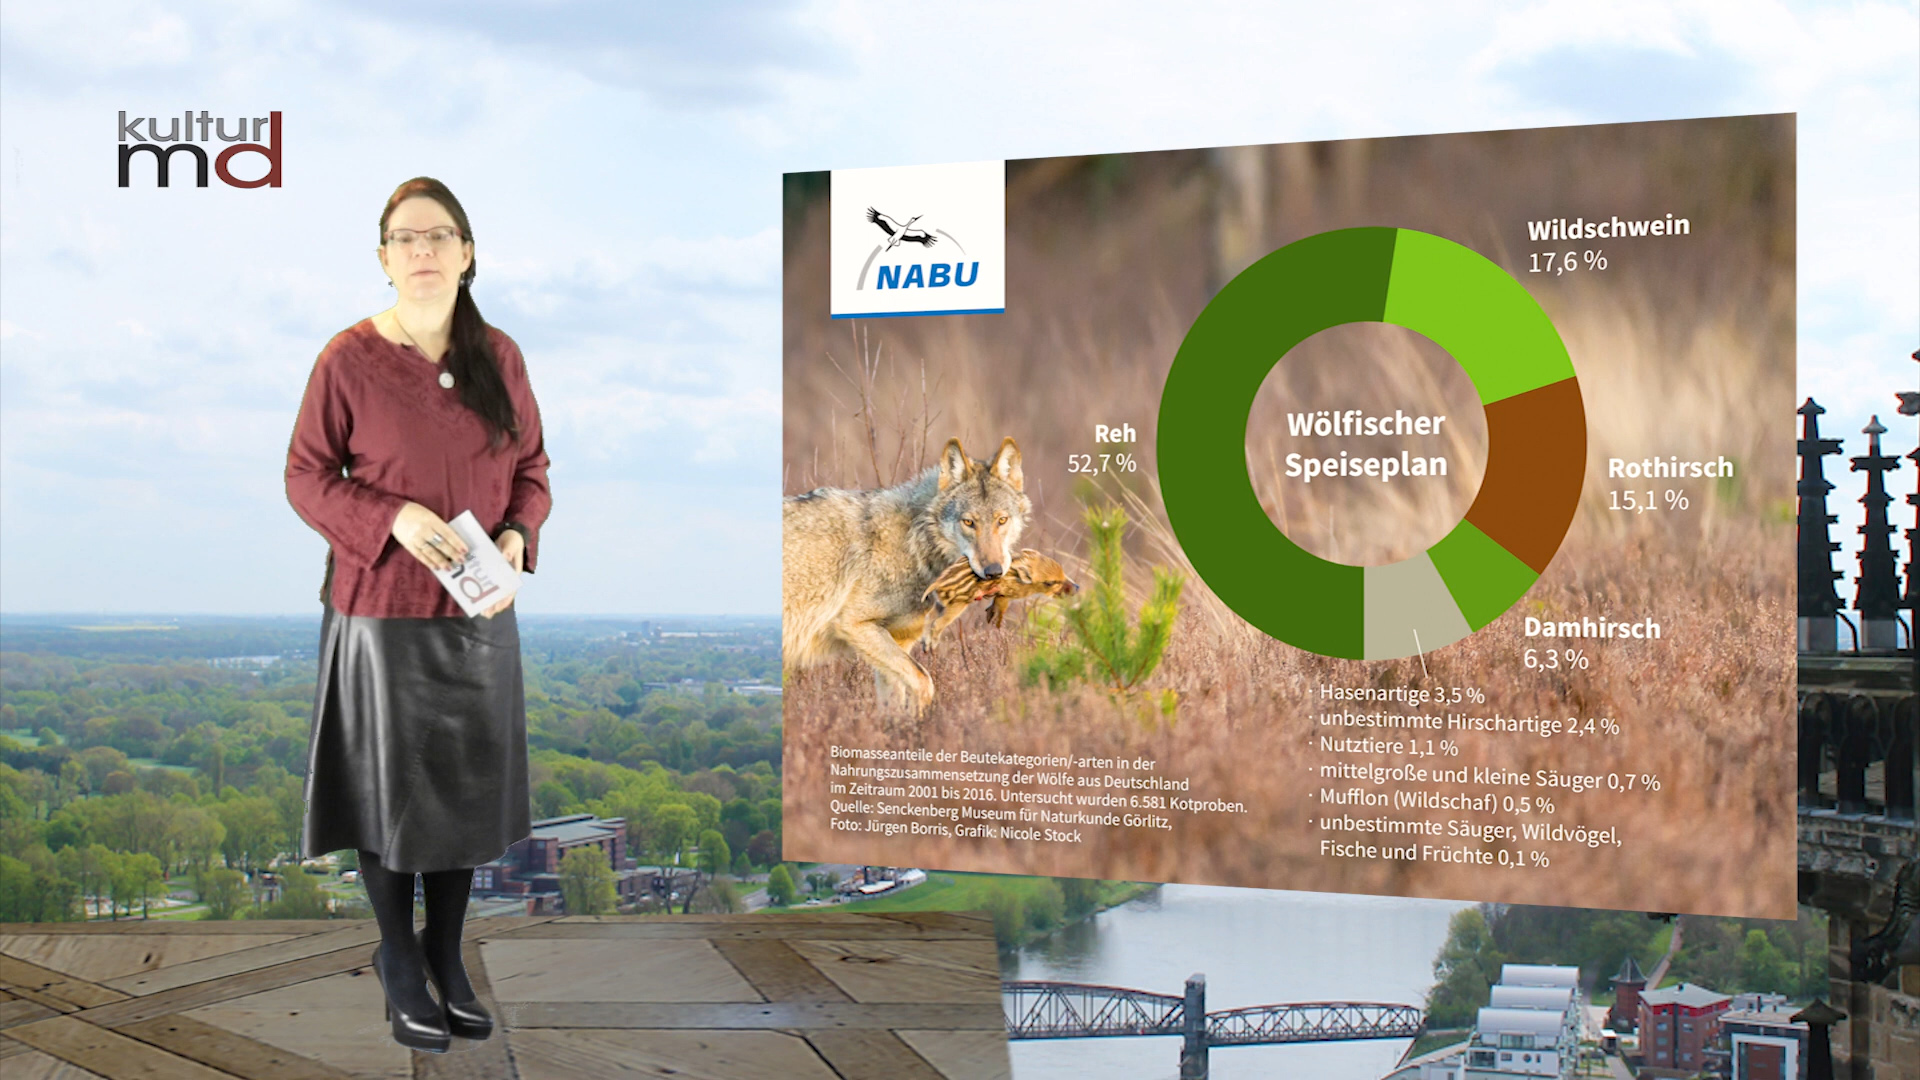 kultur
md
NABU
Wildschwein
17,6 %
Reh
52,7 %
Wölfischer
Speiseplan
Rothirsch
15,1 %
Damhirsch
6,3 %
· Hasenartige 3,5 %
· unbestimmte Hirschartige 2,4 %
· Nutztiere 1,1 %
· mittelgroße und kleine Säuger 0,7 %
· Mufflon (Wildschaf) 0,5 %
· unbestimmte Säuger, Wildvögel,
Fische und Früchte 0,1 %
Biomasseanteile der Beutekategorien/-arten in der
Nahrungszusammensetzung der Wölfe aus Deutschland
im Zeitraum 2001 bis 2016. Untersucht wurden 6.581 Kotproben.
Quelle: Senckenberg Museum für Naturkunde Görlitz,
Foto: Jürgen Borris, Grafik: Nicole Stock